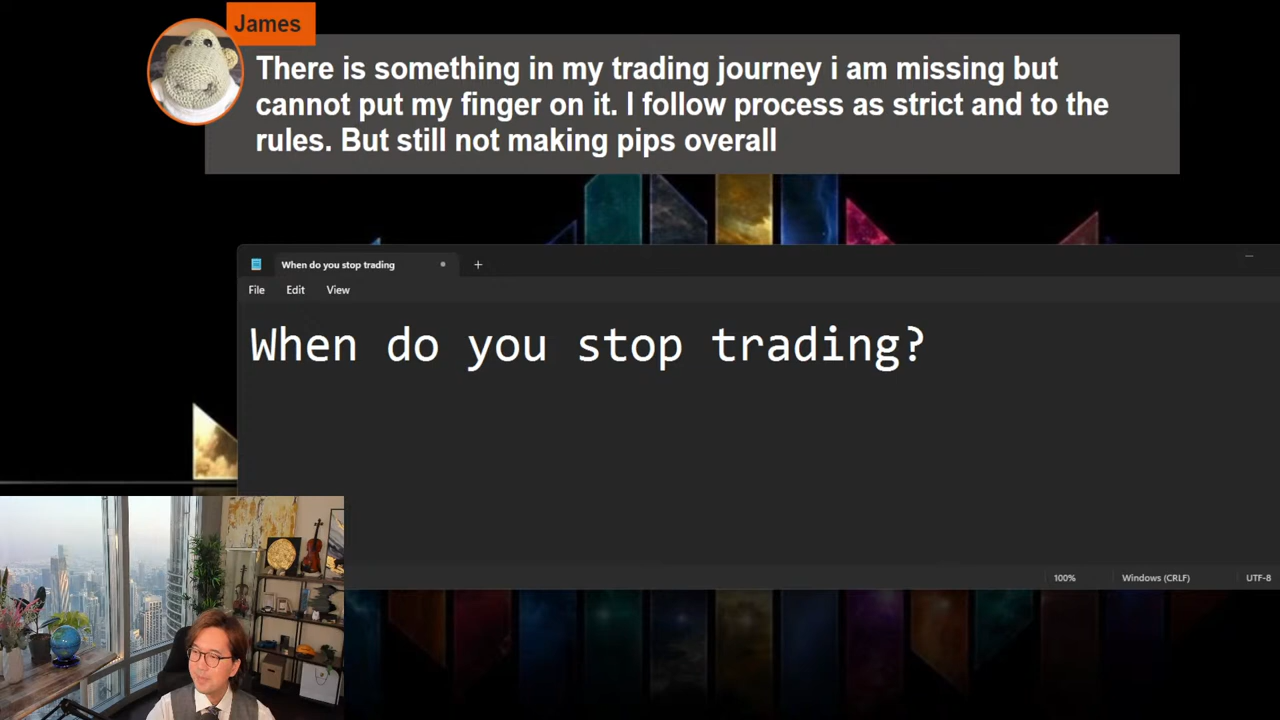 James
There is something in my trading journey i am missing but
cannot put my finger on it. I follow process as strict and to the
rules. But still not making pips overall
When do you stop trading
File Edit View
When do you stop trading?
100% Windows (CRLF) UTF-8